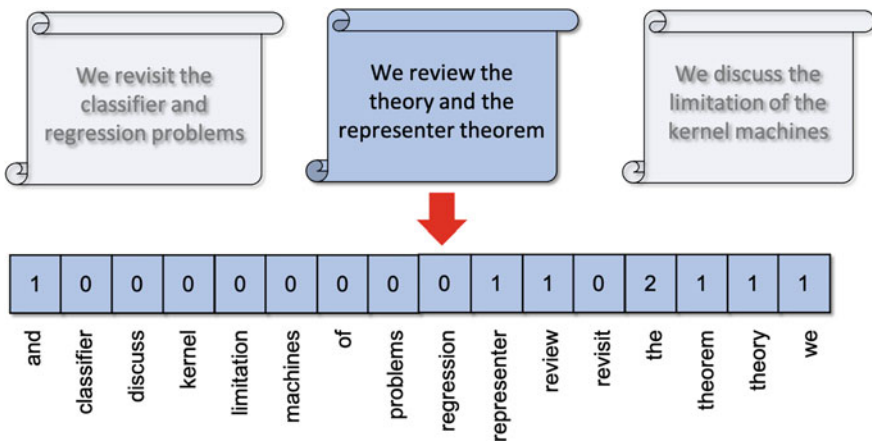 We revisit the
classifier and
regression problems
We review the
theory and the
representer theorem
We discuss the
limitation of the
kernel machines
1 0 0 0 0 0 0 0 0 1 1 0 2 1 1 1
and classifier discuss kernel limitation machines of problems regression representer review revisit the theorem theory we